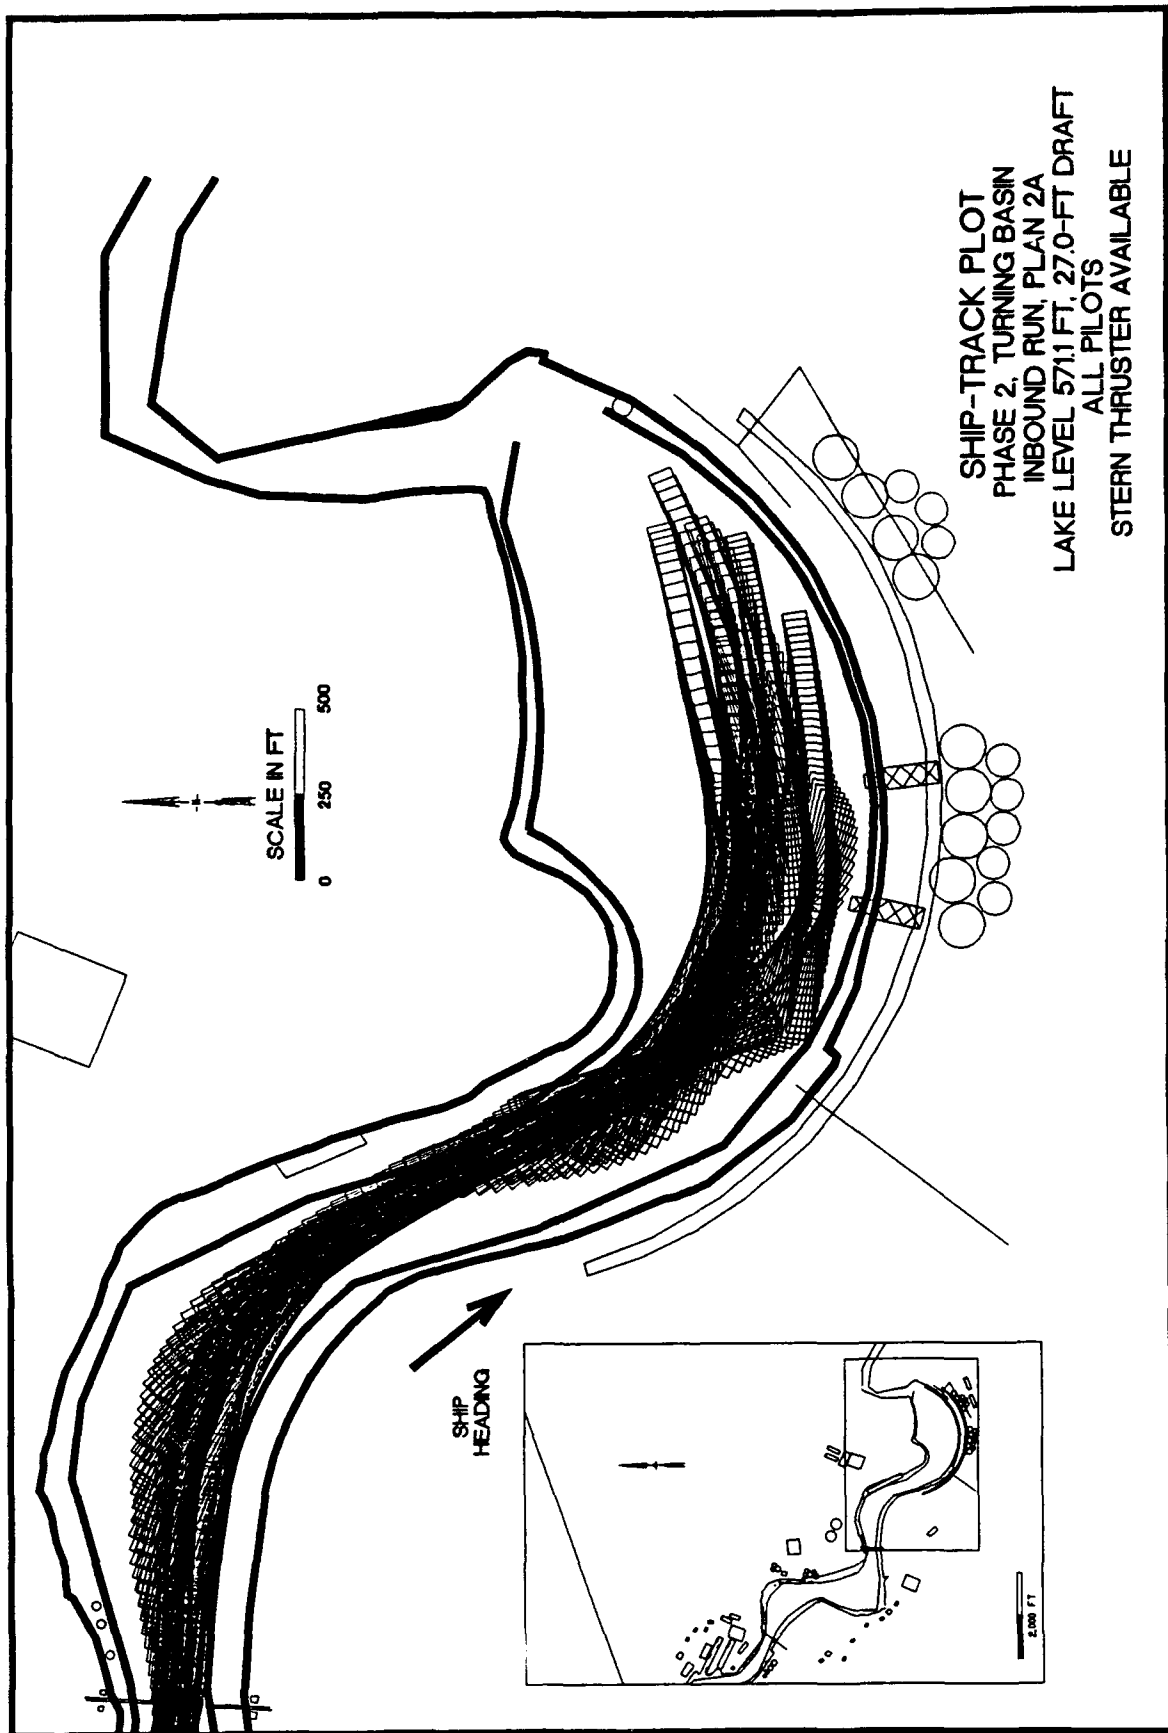 SHIP-TRACK PLOT
PHASE 2, TURNING BASIN
INBOUND RUN, PLAN 2A
LAKE LEVEL 571.1 FT, 27.0-FT DRAFT
ALL PILOTS
STERN THRUSTER AVAILABLE
SCALE IN FT
0 250 500
SHIP
HEADING
2,000 FT